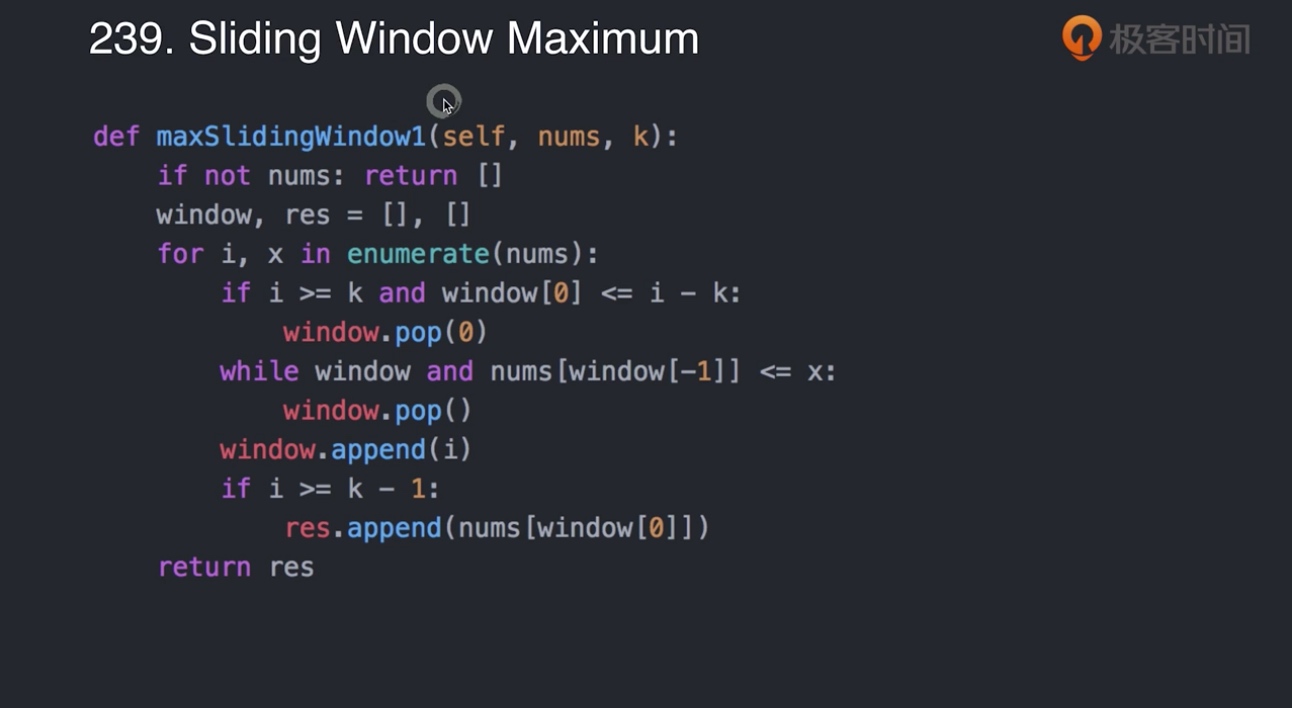 239. Sliding Window Maximum
极客时间
def maxSlidingWindow1(self, nums, k):
    if not nums: return []
    window, res = [], []
    for i, x in enumerate(nums):
        if i >= k and window[0] <= i - k:
            window.pop(0)
        while window and nums[window[-1]] <= x:
            window.pop()
        window.append(i)
        if i >= k - 1:
            res.append(nums[window[0]])
    return res